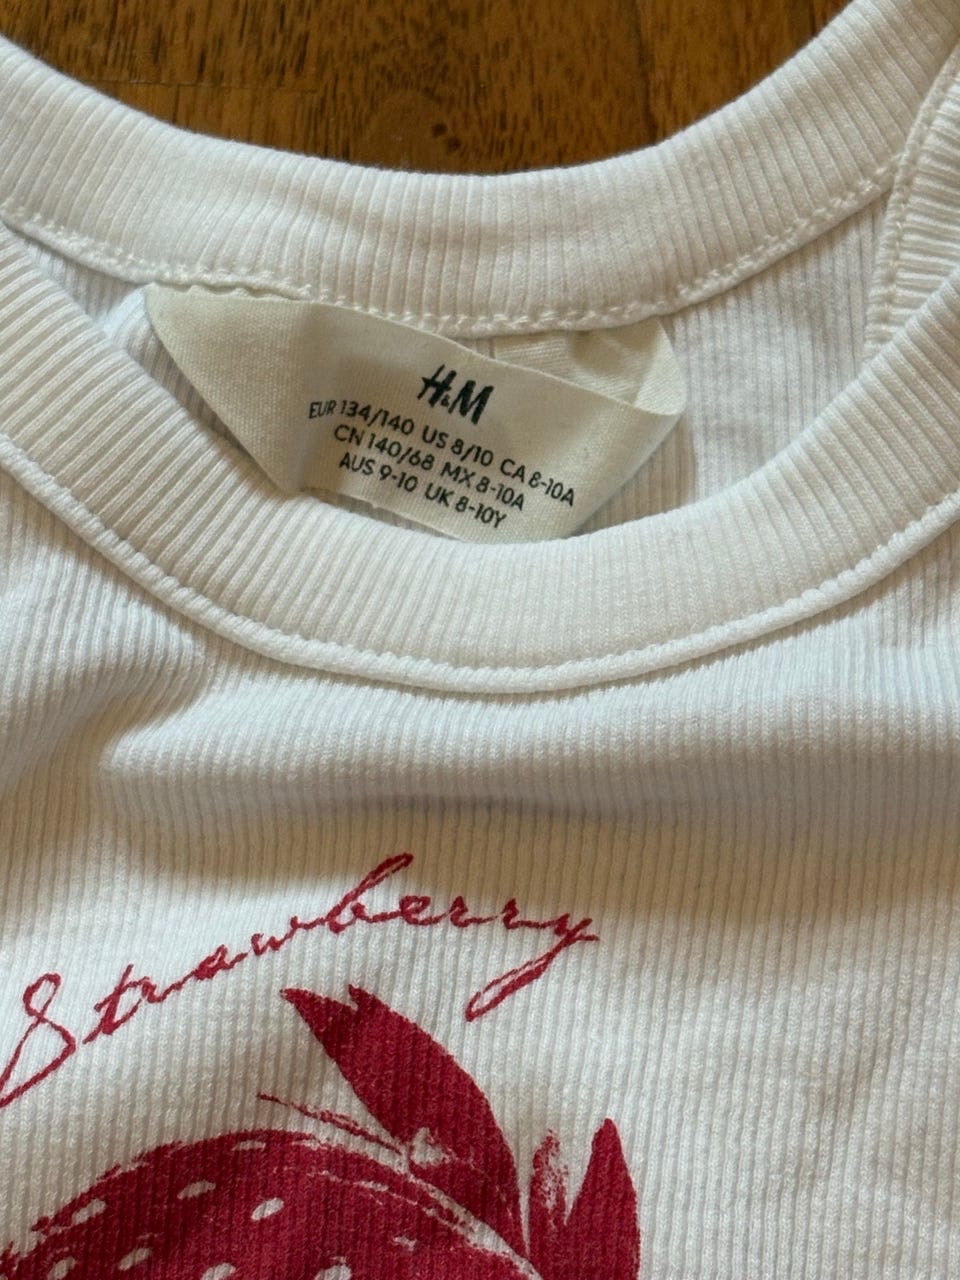 H&M
EUR 134/140 US 8/10 CA 8-10A
CN 140/68 MX 8-10A
AUS 9-10 UK 8-10Y
Strawberry